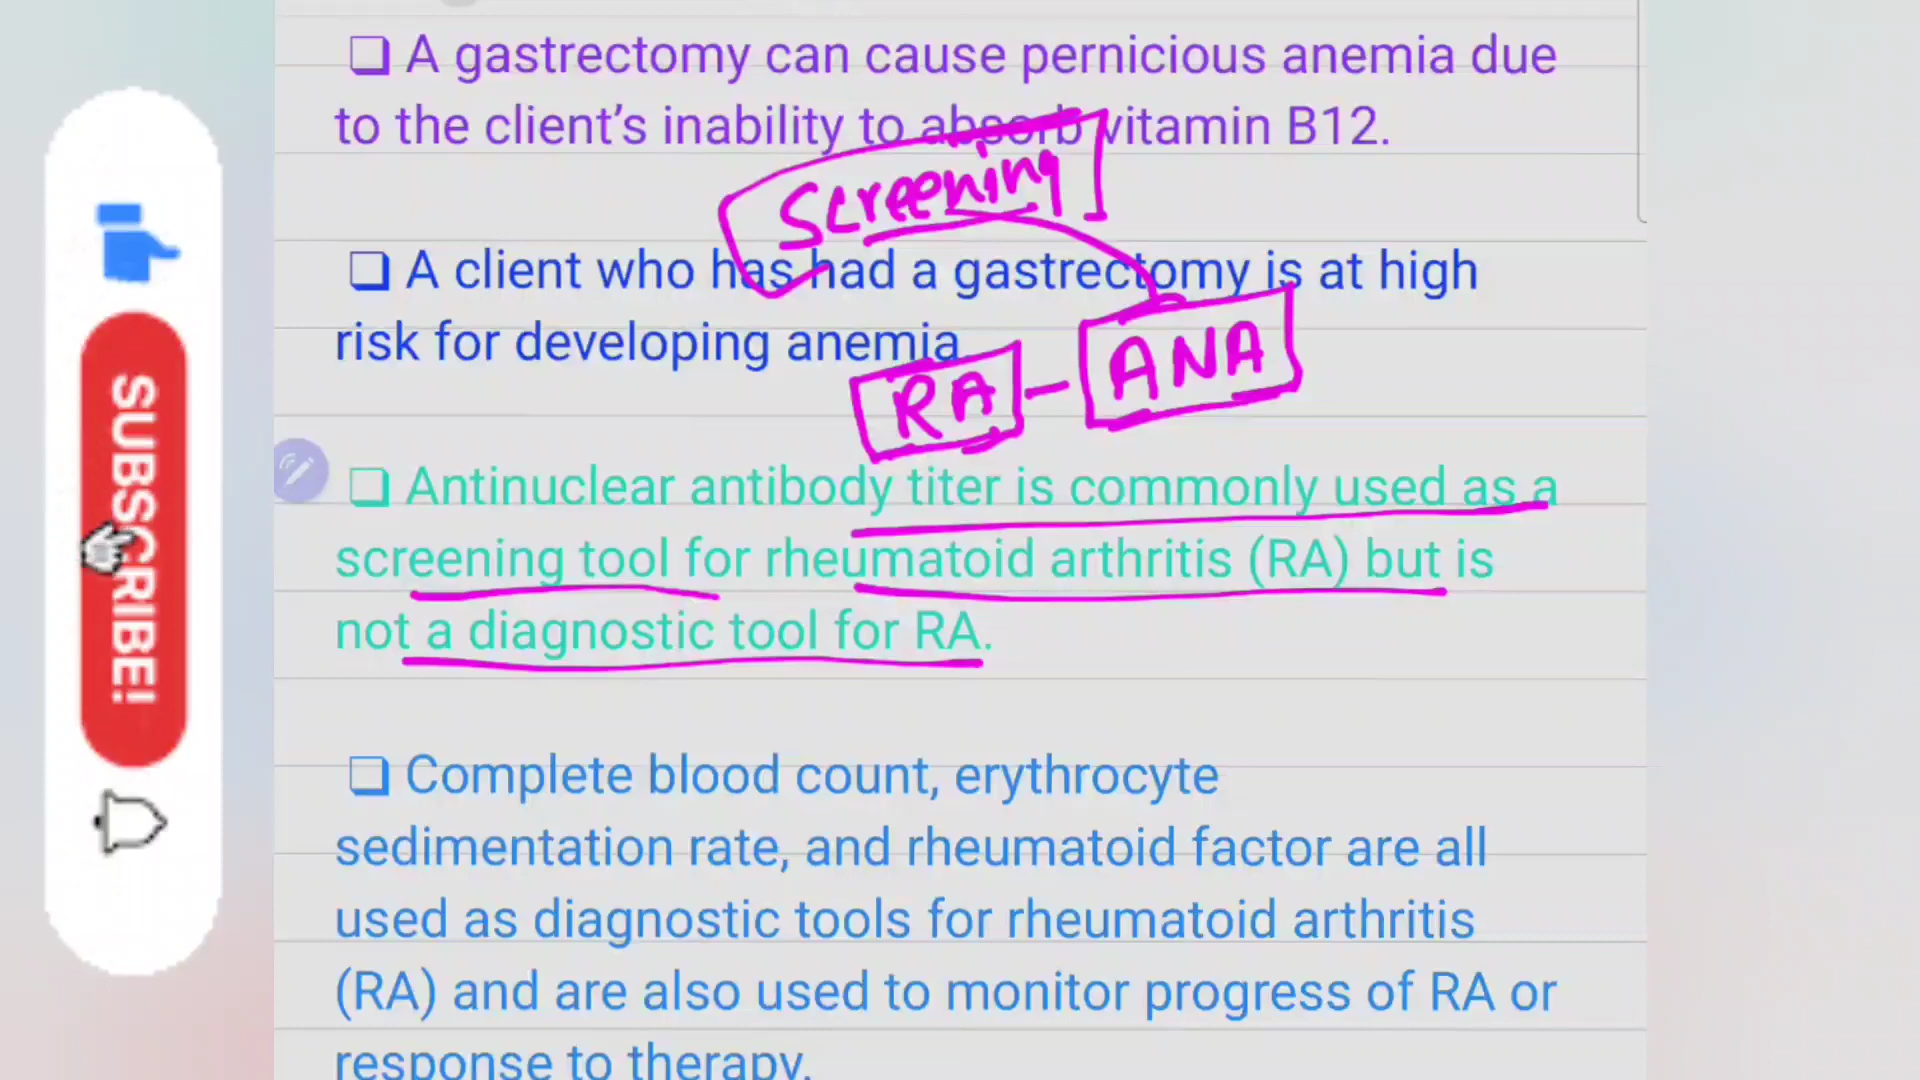 ❑ A gastrectomy can cause pernicious anemia due
to the client’s inability to absorb vitamin B12.
Screening
❑ A client who has had a gastrectomy is at high
risk for developing anemia.
RA - ANA
❑ Antinuclear antibody titer is commonly used as a
screening tool for rheumatoid arthritis (RA) but is
not a diagnostic tool for RA.
❑ Complete blood count, erythrocyte
sedimentation rate, and rheumatoid factor are all
used as diagnostic tools for rheumatoid arthritis
(RA) and are also used to monitor progress of RA or
response to therapy.
SUBSCRIBE!